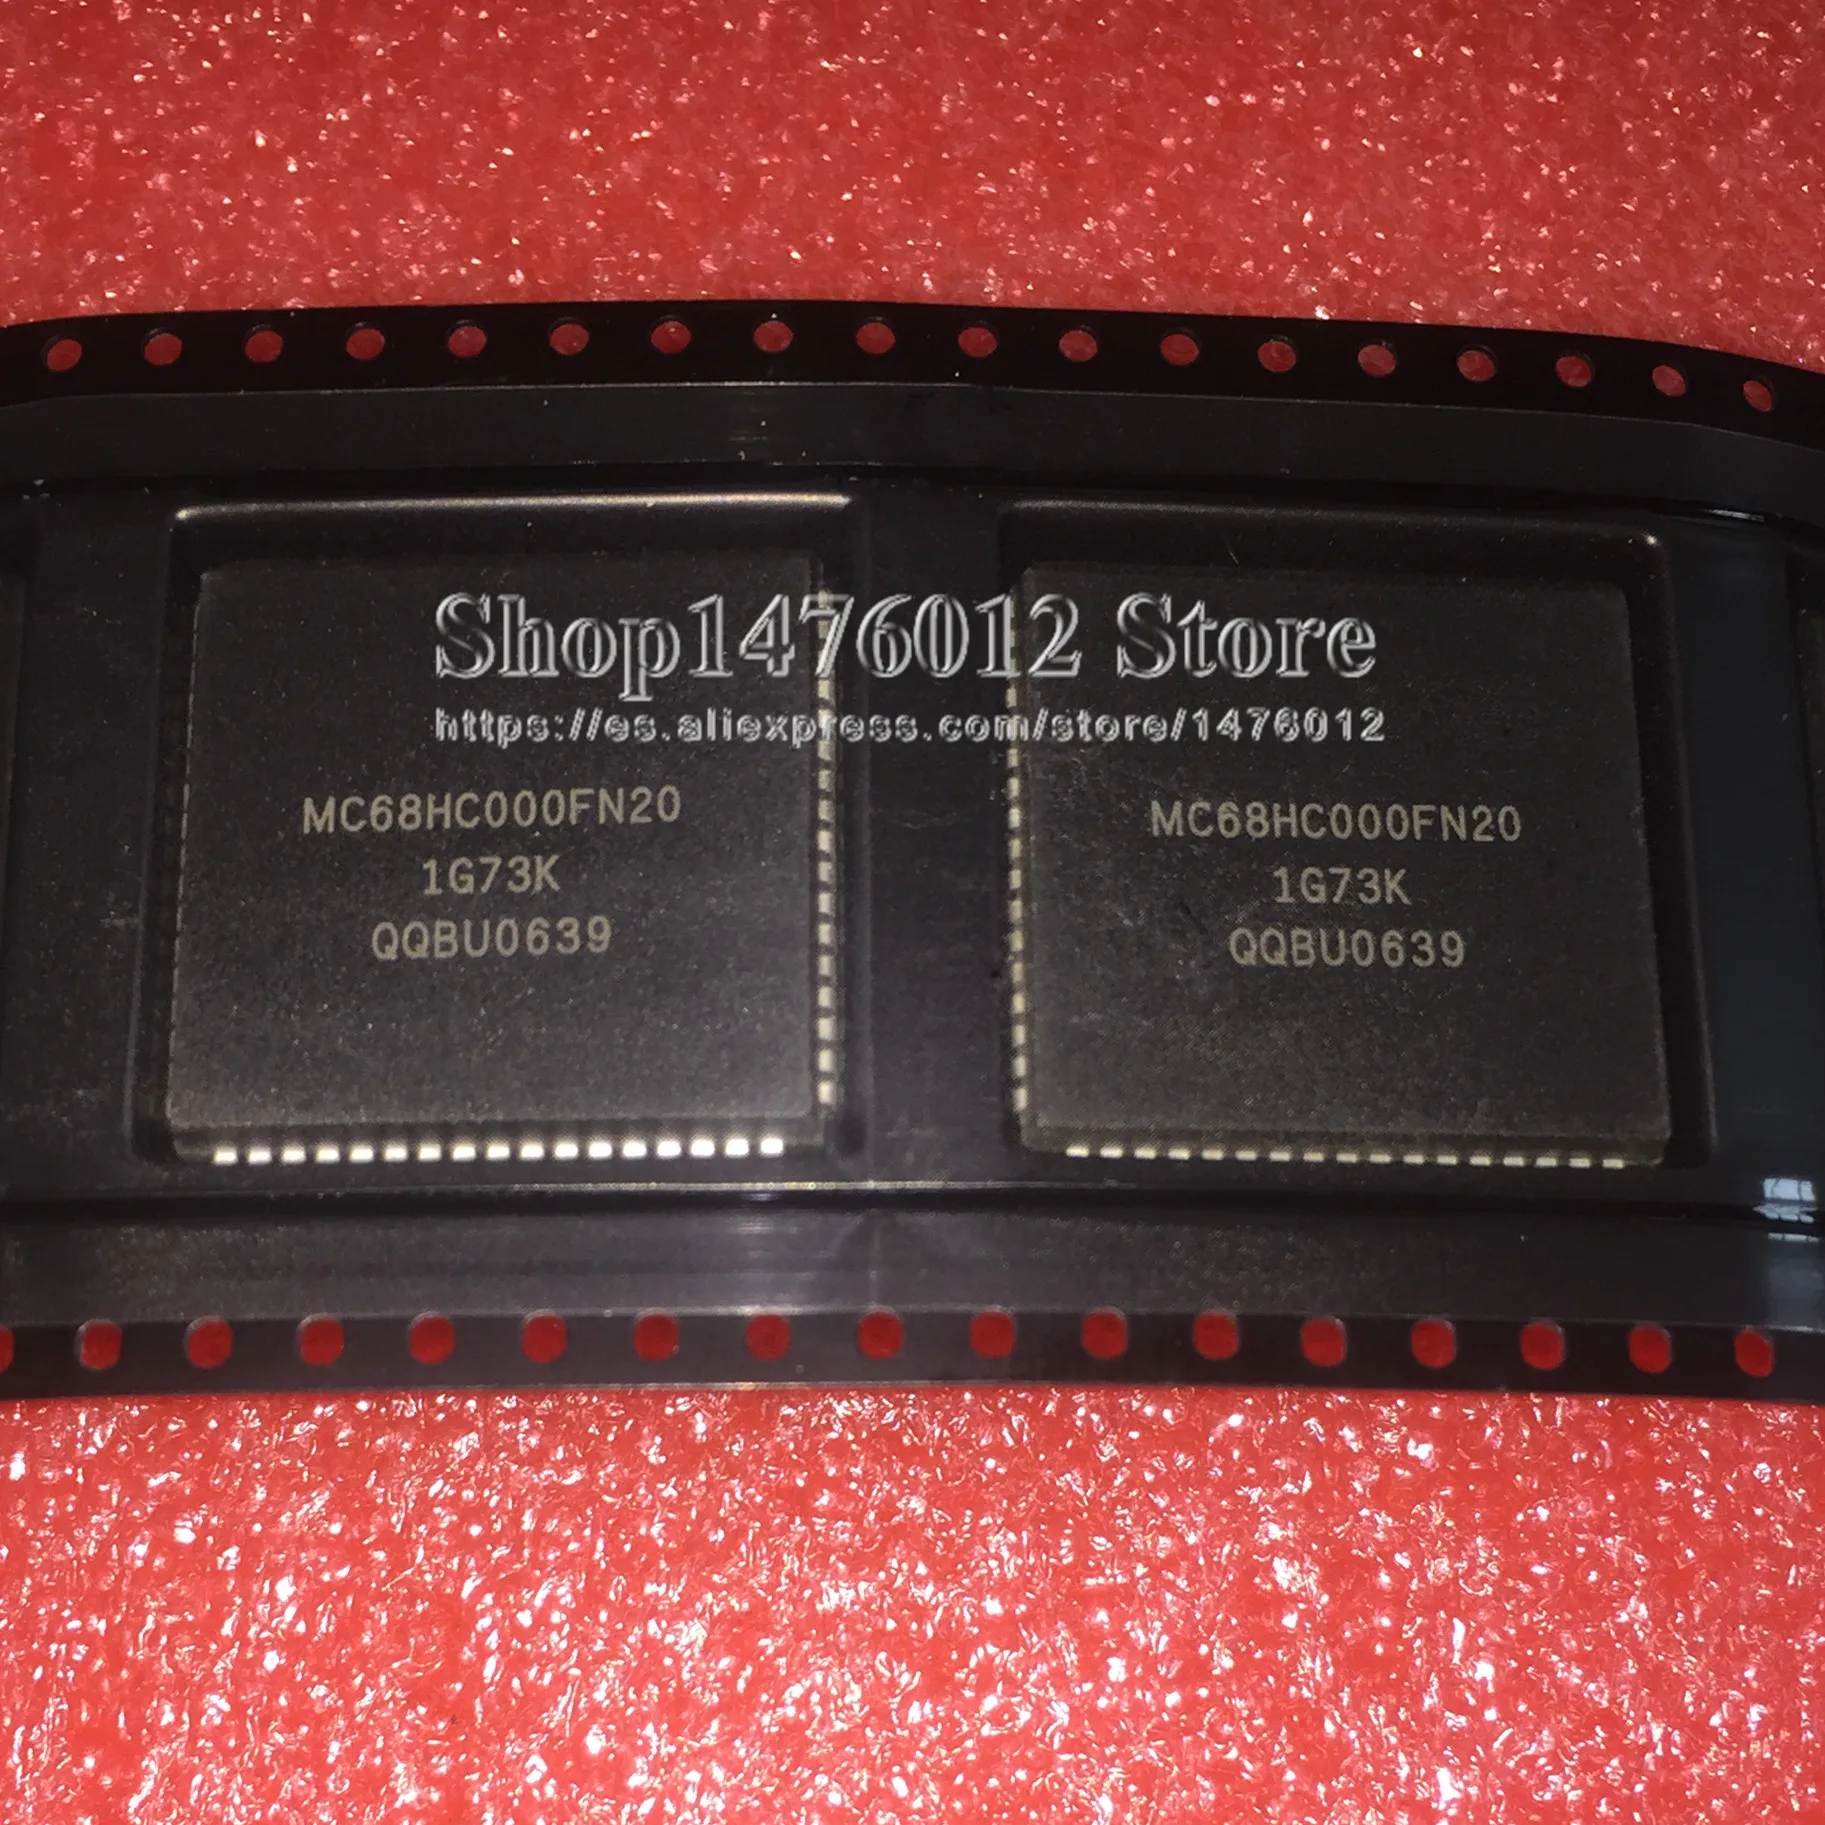 Shop1476012 Store
https://es.aliexpress.com/store/1476012
MC68HC000FN20
1G73K
QQBU0639
MC68HC000FN20
1G73K
QQBU0639